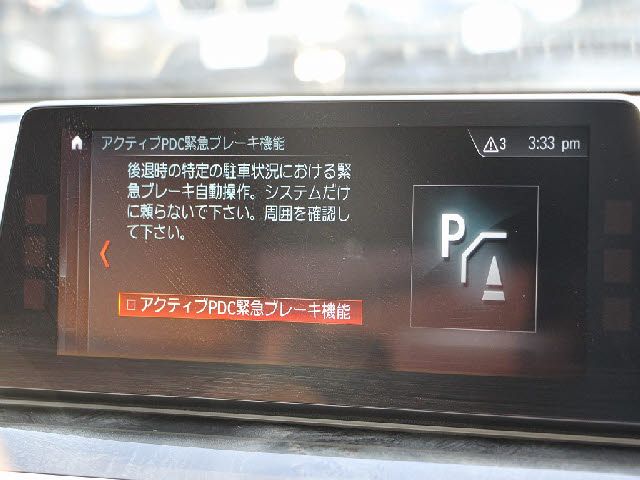 アクティブPDC緊急ブレーキ機能
3
3:33 pm
後退時の特定の駐車状況における緊
急ブレーキ自動操作。システムだけ
に頼らないで下さい。周囲を確認し
て下さい。
P
アクティブPDC緊急ブレーキ機能